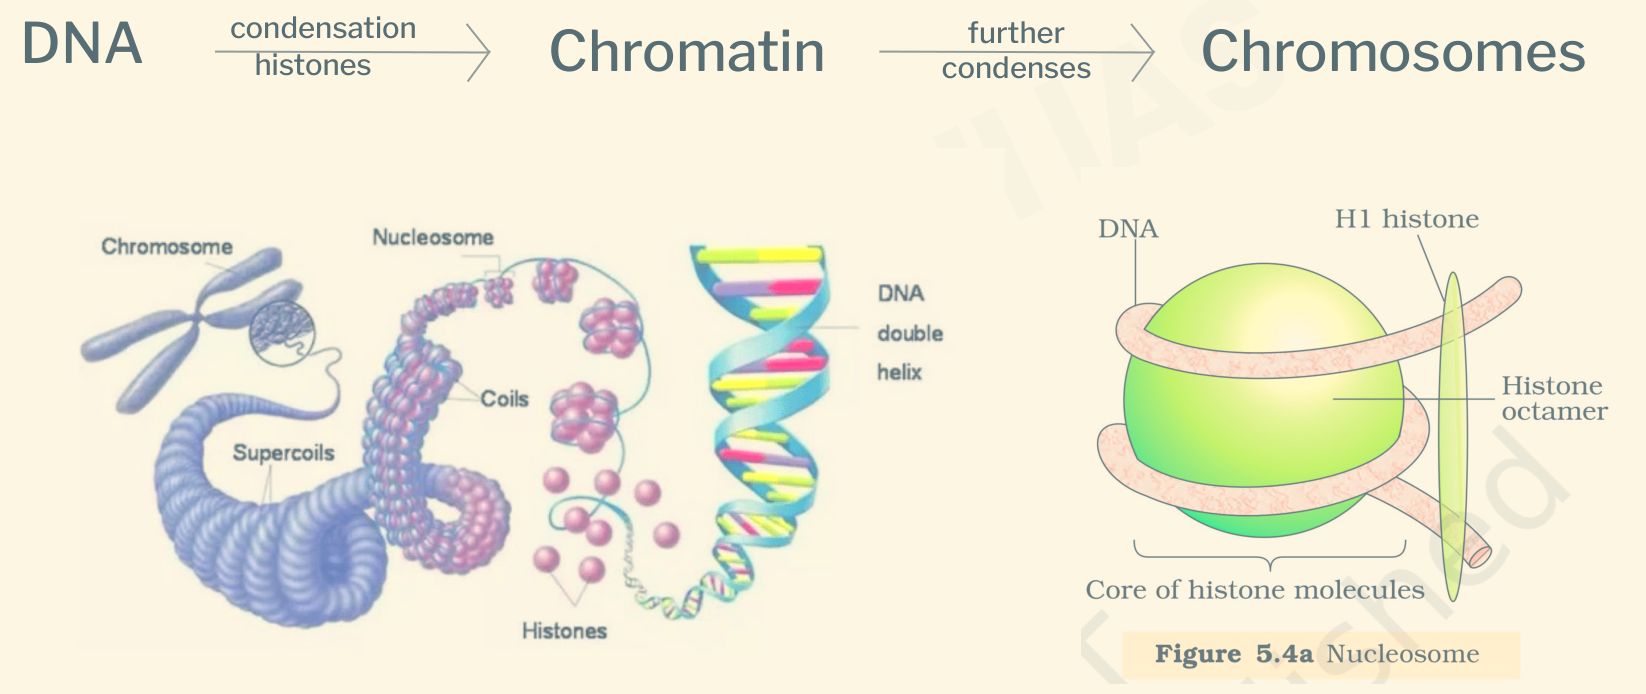 DNA
condensation
histones
Chromatin
further
condenses
Chromosomes
Chromosome
Nucleosome
DNA
double
helix
Coils
Supercoils
Histones
DNA
H1 histone
Histone
octamer
Core of histone molecules
Figure 5.4a Nucleosome